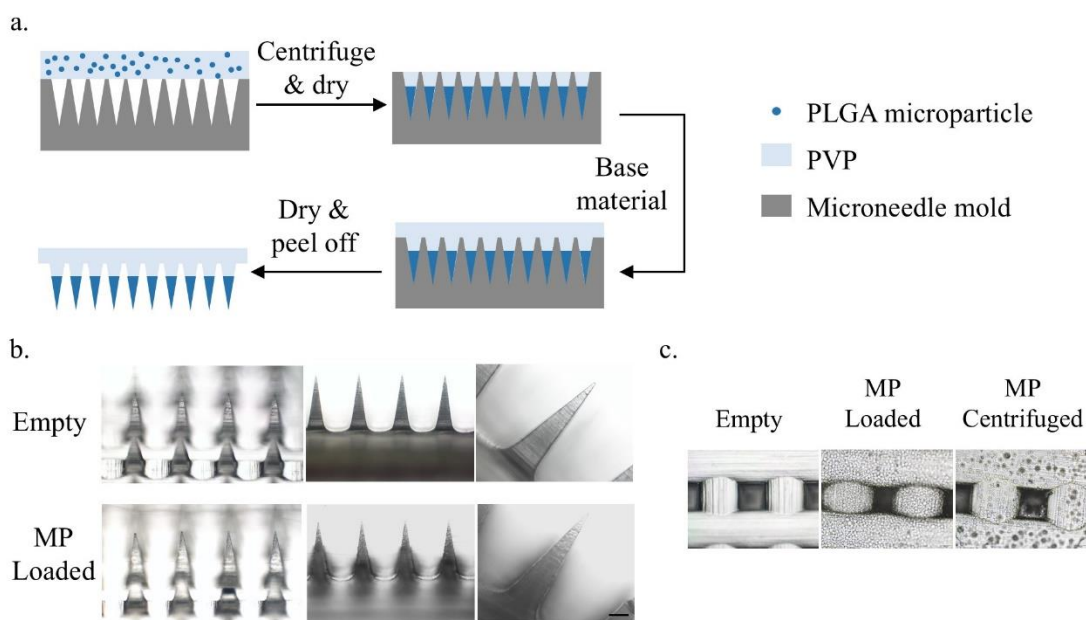 a.
Centrifuge
& dry
PLGA microparticle
PVP
Microneedle mold
Base
material
Dry &
peel off
b.
Empty
MP
Loaded
c.
Empty
MP
Loaded
MP
Centrifuged